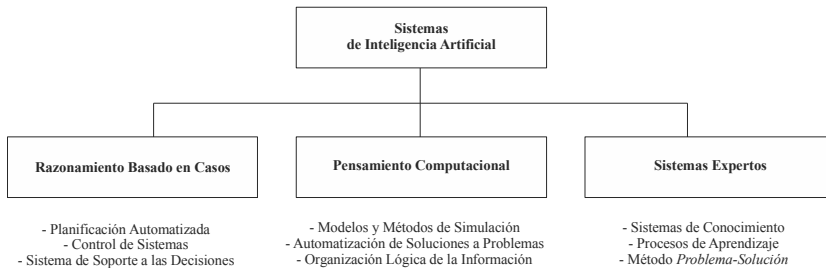 Sistemas
de Inteligencia Artificial
Razonamiento Basado en Casos
Pensamiento Computacional
Sistemas Expertos
- Planificación Automatizada
- Control de Sistemas
- Sistema de Soporte a las Decisiones
- Modelos y Métodos de Simulación
- Automatización de Soluciones a Problemas
- Organización Lógica de la Información
- Sistemas de Conocimiento
- Procesos de Aprendizaje
- Método Problema-Solución